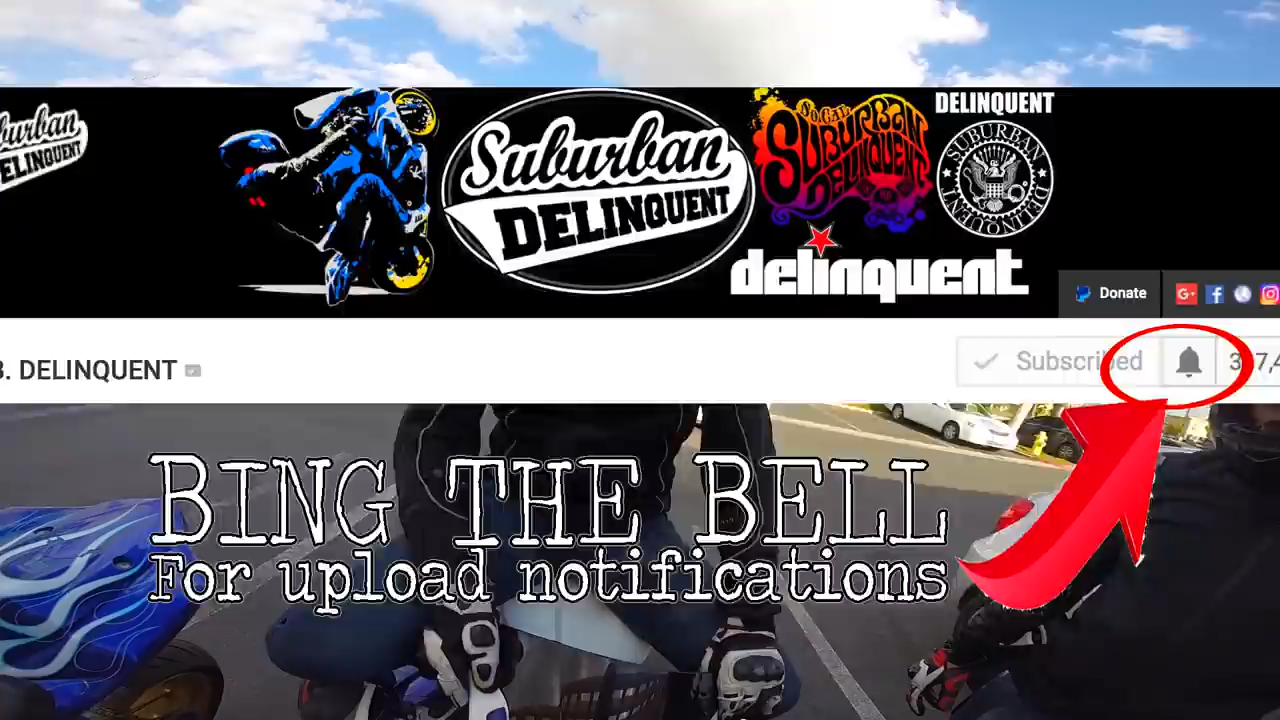 Suburban
DELINQUENT
Suburban
DELINQUENT
SUBURBAN
DELINQUENT
DELINQUENT
SUBURBAN
DELINQUENT
delinquent
Donate
G+
. DELINQUENT
Subscribed
BING THE BELL
For upload notifications